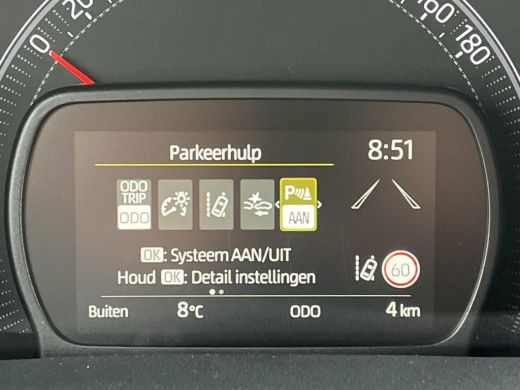 0 20 160 180
Parkeerhulp 8:51
ODO TRIP ODO
P AAN
OK: Systeem AAN/UIT
Houd OK: Detail instellingen
60
Buiten 8°C ODO 4 km